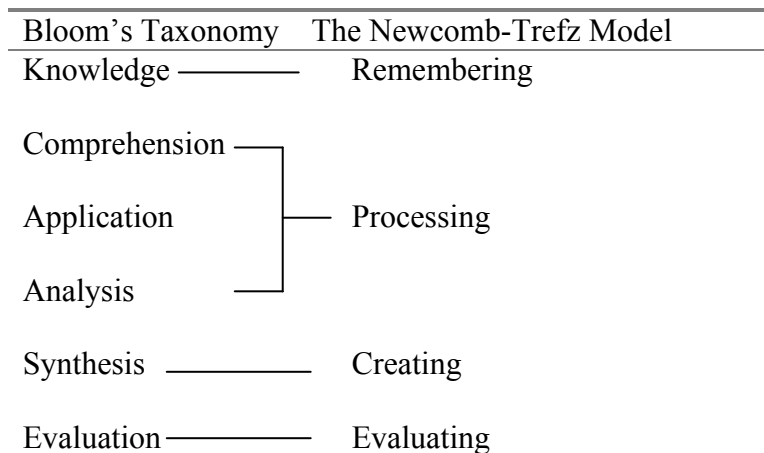 Bloom’s Taxonomy The Newcomb-Trefz Model
Knowledge Remembering
Comprehension
Application Processing
Analysis
Synthesis Creating
Evaluation Evaluating